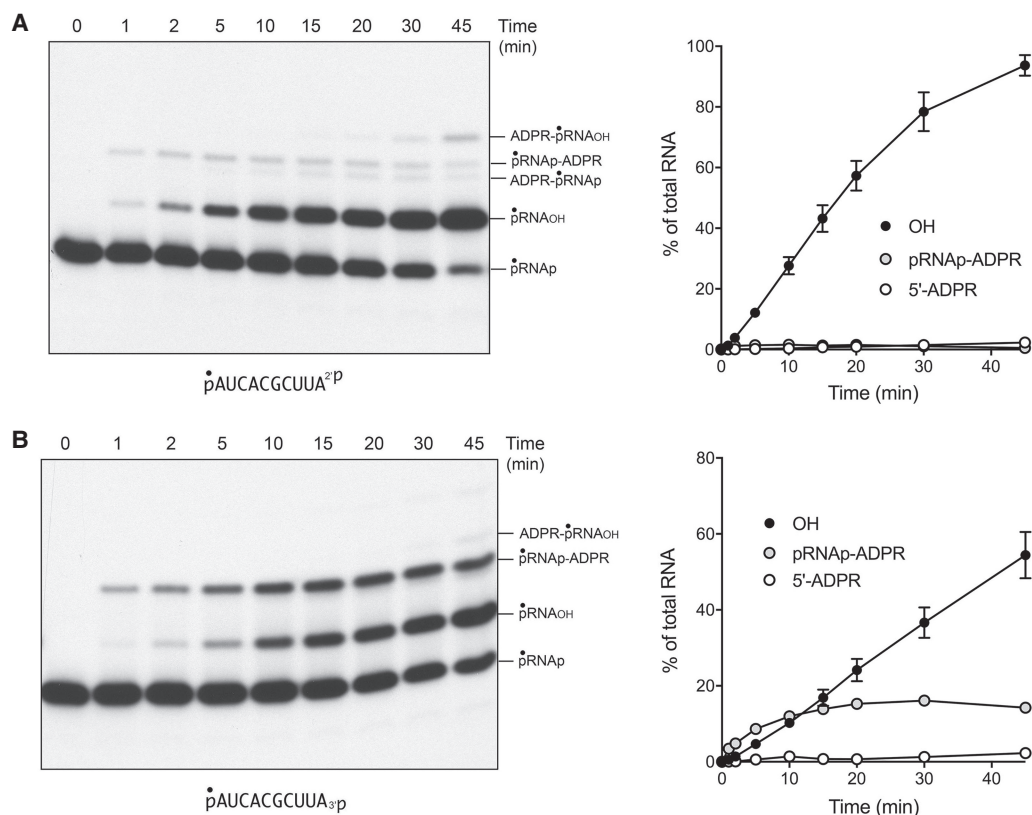 A
0 1 2 5 10 15 20 30 45 Time
(min)
ADPR-pRNAOH
pRNAp-ADPR
ADPR-pRNAp
pRNAOH
pRNAp
pAUCACGCUUA2'p
% of total RNA
100
80
60
40
20
0
OH
pRNAp-ADPR
5'-ADPR
0 10 20 30 40
Time (min)
B
0 1 2 5 10 15 20 30 45 Time
(min)
ADPR-pRNAOH
pRNAp-ADPR
pRNAOH
pRNAp
pAUCACGCUUA3'p
% of total RNA
80
60
40
20
0
OH
pRNAp-ADPR
5'-ADPR
0 10 20 30 40
Time (min)